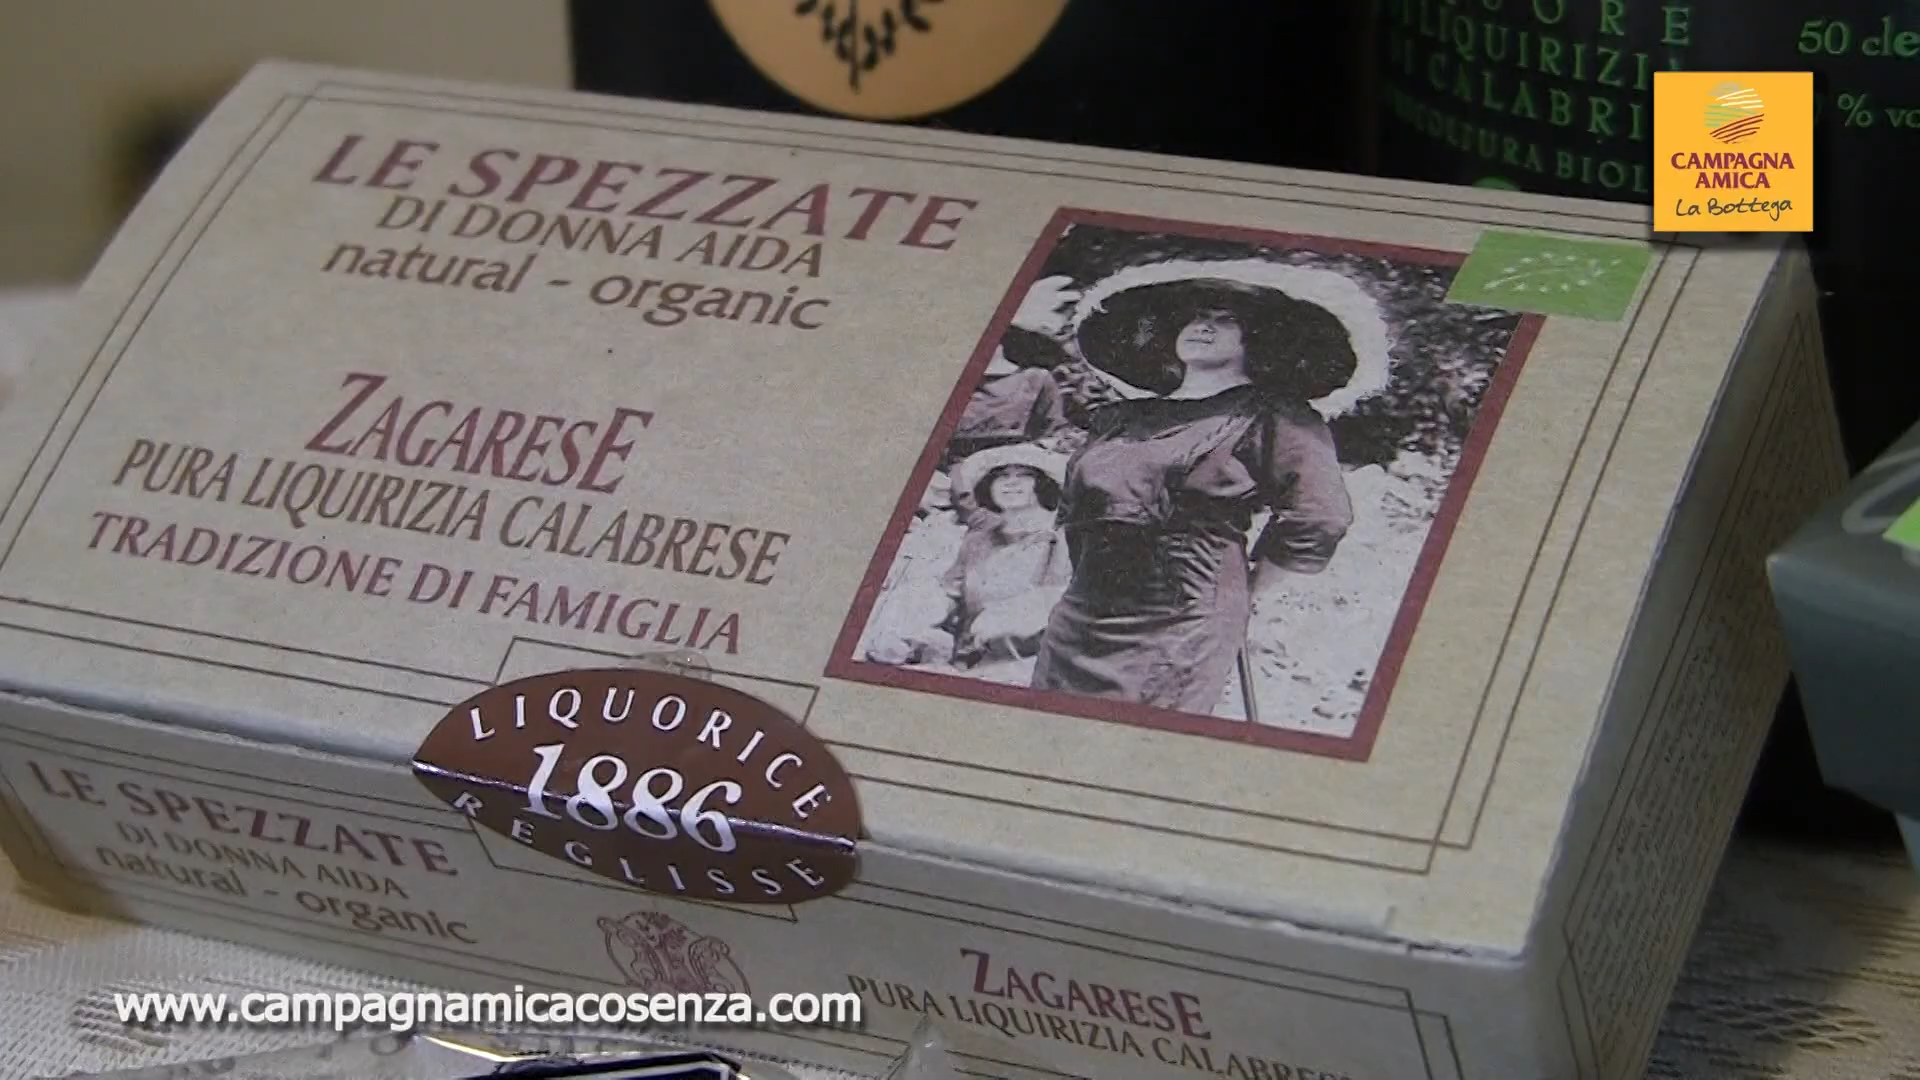 LE SPEZZATE
DI DONNA AIDA
natural - organic
ZAGARESE
PURA LIQUIRIZIA CALABRESE
TRADIZIONE DI FAMIGLIA
LIQUORICE
1886
REGLISSE
LE SPEZZATE
DI DONNA AIDA
natural - organic
ZAGARESE
PURA LIQUIRIZIA
50 cl e
% vo
CAMPAGNA
AMICA
La Bottega
www.campagnamicacosenza.com